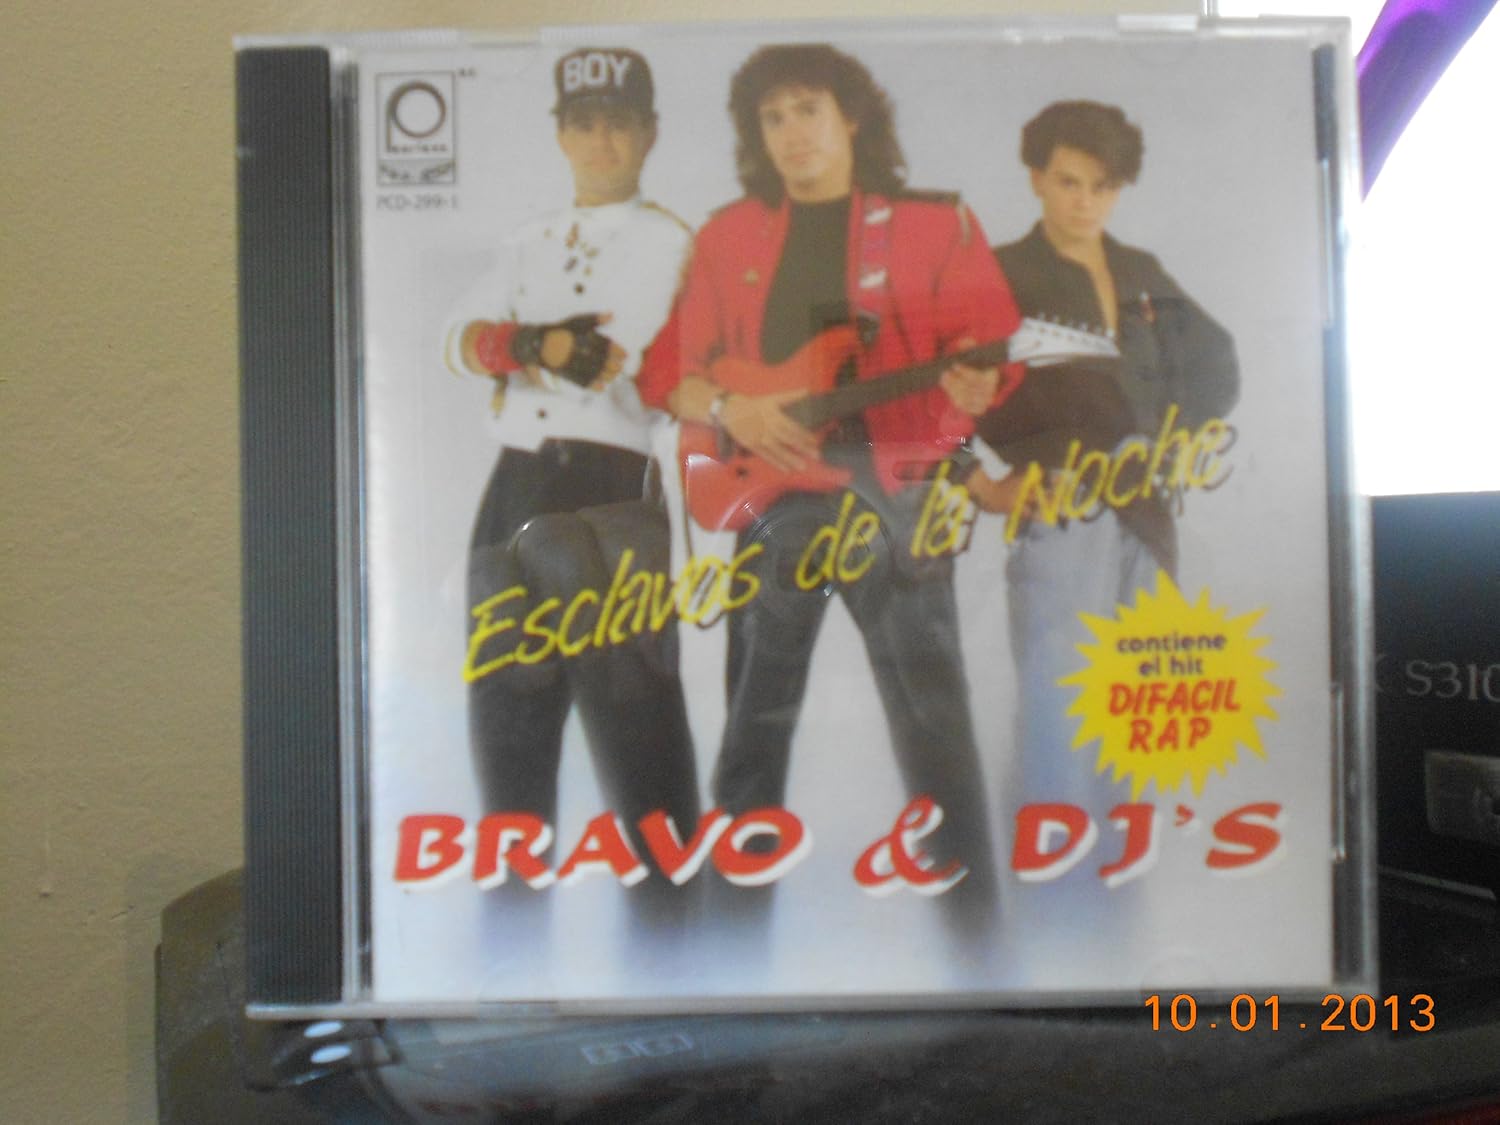 BOY
Peerless
PCD-299-1
Esclavos de la Noche
contiene
el hit
DIFACIL
RAP
BRAVO & DJ'S
S310
10.01.2013